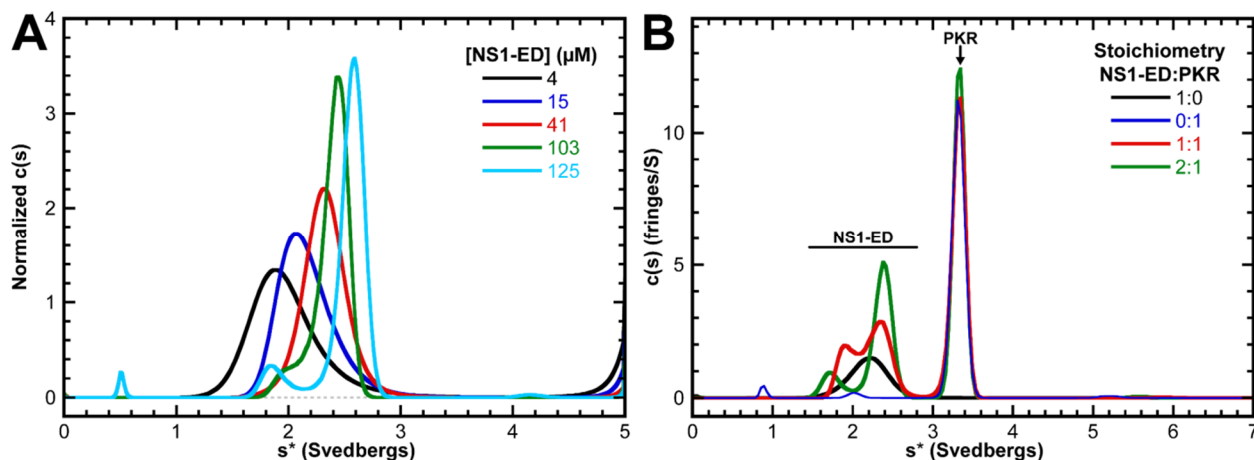 A
[NS1-ED] (µM)
4
15
41
103
125
Normalized c(s)
4
3
2
1
0
0 1 2 3 4 5
s* (Svedbergs)
B
PKR
Stoichiometry
NS1-ED:PKR
1:0
0:1
1:1
2:1
NS1-ED
c(s) (fringes/S)
10
5
0
0 1 2 3 4 5 6 7
s* (Svedbergs)